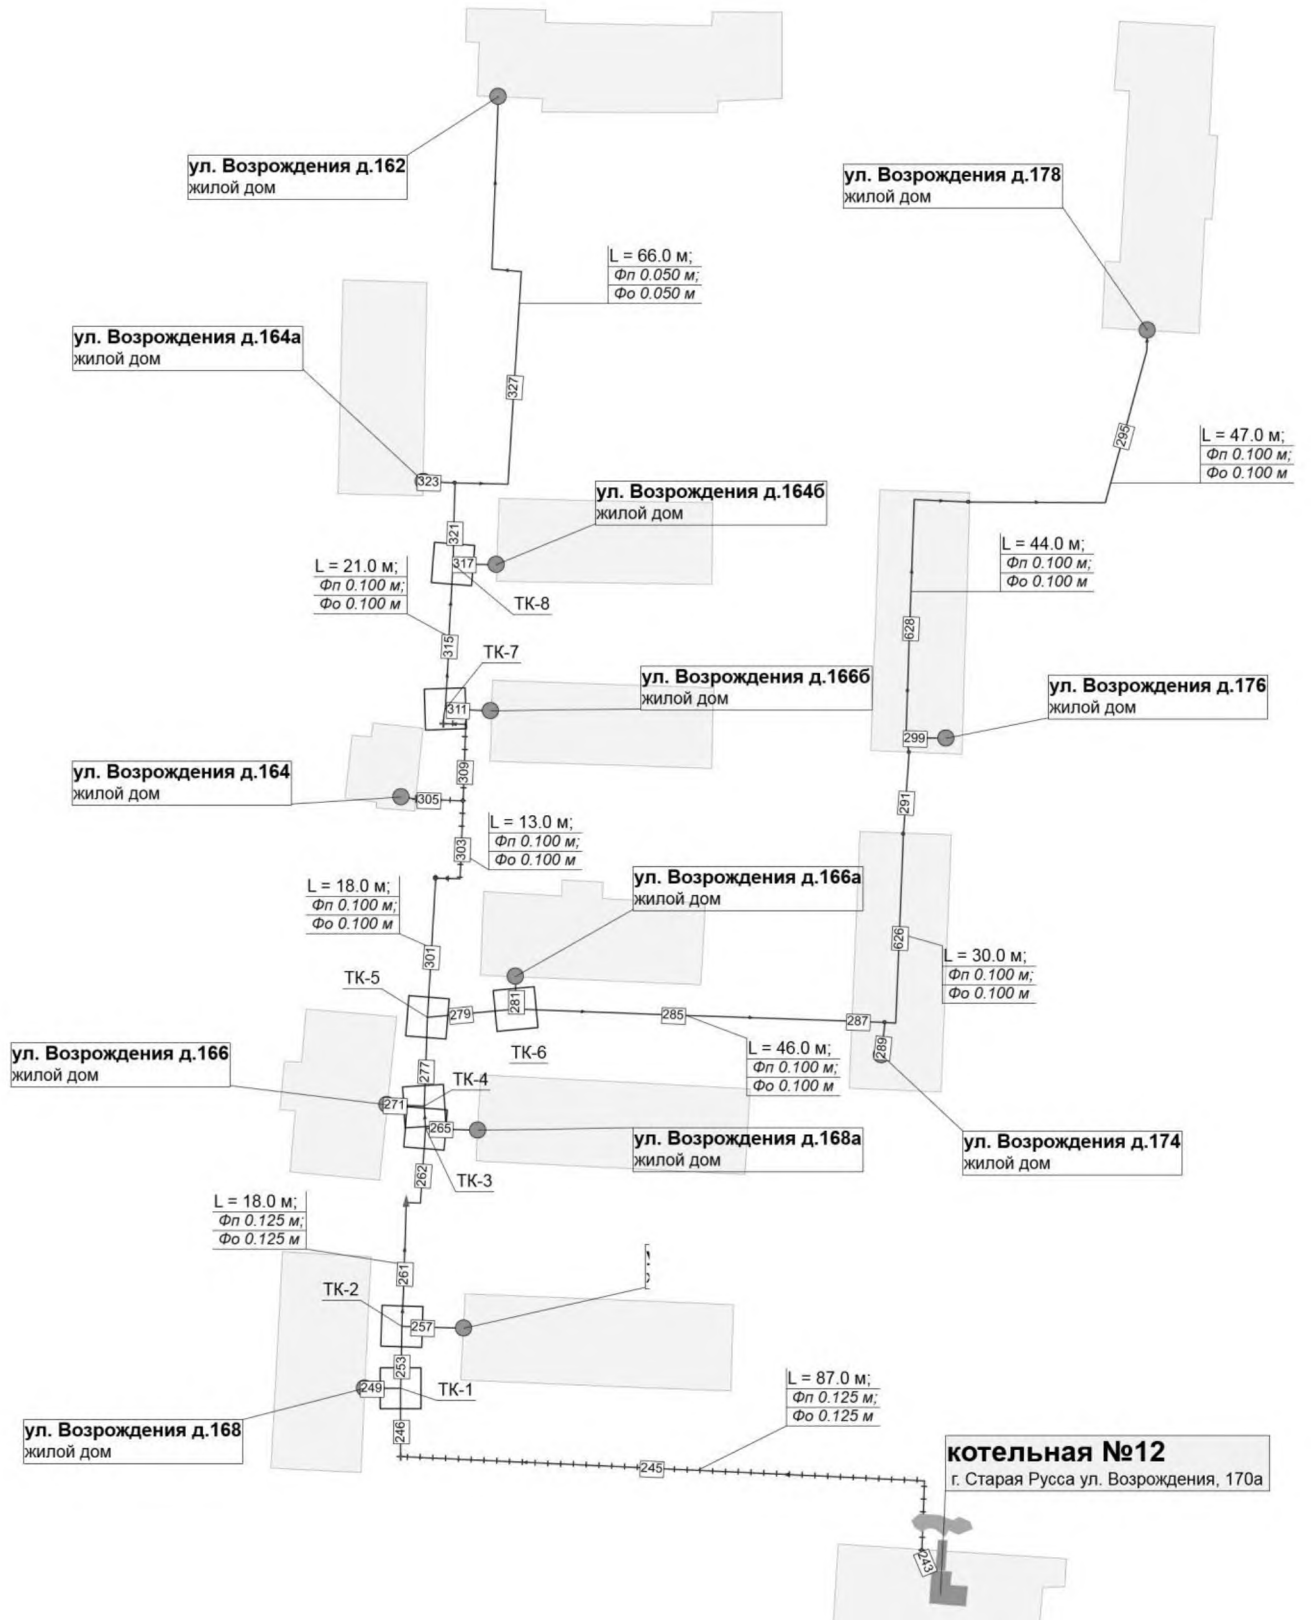 ул. Возрождения д.162
жилой дом
ул. Возрождения д.178
жилой дом
L = 66.0 м;
Фп 0.050 м;
Фо 0.050 м
ул. Возрождения д.164а
жилой дом
327
295
L = 47.0 м;
Фп 0.100 м;
Фо 0.100 м
323
ул. Возрождения д.164б
жилой дом
321
L = 44.0 м;
Фп 0.100 м;
Фо 0.100 м
L = 21.0 м;
Фп 0.100 м;
Фо 0.100 м
317
ТК-8
628
315
ТК-7
ул. Возрождения д.166б
жилой дом
ул. Возрождения д.176
жилой дом
311
299
ул. Возрождения д.164
жилой дом
309
305
291
L = 13.0 м;
Фп 0.100 м;
Фо 0.100 м
303
L = 18.0 м;
Фп 0.100 м;
Фо 0.100 м
ул. Возрождения д.166а
жилой дом
301
626
L = 30.0 м;
Фп 0.100 м;
Фо 0.100 м
ТК-5
279
281
285
287
ул. Возрождения д.166
жилой дом
ТК-6
L = 46.0 м;
Фп 0.100 м;
Фо 0.100 м
289
277
ТК-4
271
265
ул. Возрождения д.168а
жилой дом
ул. Возрождения д.174
жилой дом
262
ТК-3
L = 18.0 м;
Фп 0.125 м;
Фо 0.125 м
261
ТК-2
257
253
L = 87.0 м;
Фп 0.125 м;
Фо 0.125 м
249
ТК-1
ул. Возрождения д.168
жилой дом
246
245
котельная №12
г. Старая Русса ул. Возрождения, 170а
243